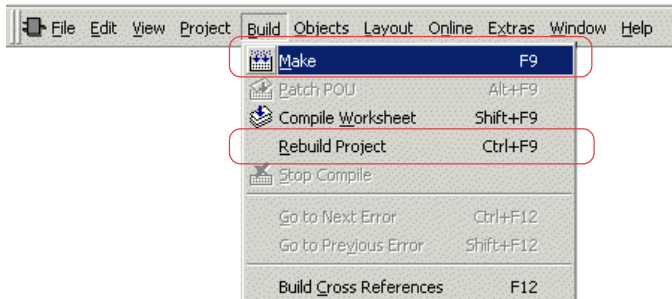 File Edit View Project Build Objects Layout Online Extras Window Help
Make F9
Patch POU Alt+F9
Compile Worksheet Shift+F9
Rebuild Project Ctrl+F9
Stop Compile
Go to Next Error Ctrl+F12
Go to Previous Error Shift+F12
Build Cross References F12